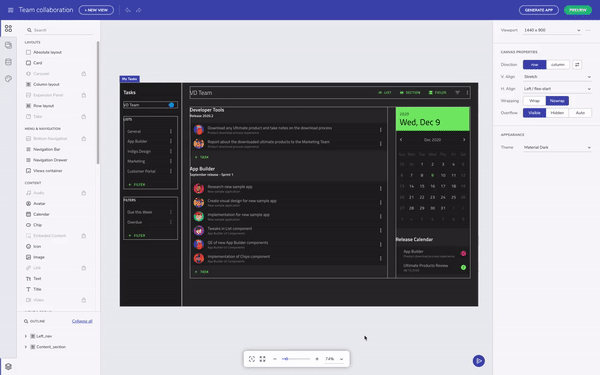 Team collaboration
+ NEW VIEW
GENERATE APP
PREVIEW
Search
LAYOUTS
Absolute layout
Card
Carousel
Column layout
Expansion Panel
Row layout
Tabs
MENU & NAVIGATION
Bottom Navigation
Navigation Bar
Navigation Drawer
Views container
CONTENT
Audio
Avatar
Calendar
Chip
Embedded Content
Icon
Image
Link
Text
Title
Video
OUTLINE
Collapse all
Left_nav
Content_section
My Tasks
Tasks
I/O Team
LISTS
General
App Builder
Indigo.Design
Marketing
Customer Portal
+ FILTER
FILTERS
Due this Week
Overdue
+ FILTER
I/O Team
LIST
SECTION
FIELDS
Developer Tools
Release 2020.2
Download any Ultimate product and take notes on the download process
Report about the downloaded ultimate products to the Marketing Team
+ TASK
App Builder
September release - Sprint 1
Research new sample app
Create visual design for new sample app
Implementation for new sample app
Tweaks in List component
QE of new App Builder components
Implementation of Chips component
+ TASK
2020
Wed, Dec 9
Dec 2020
Release Calendar
App Builder
Ultimate Products Review
74%
Viewport
1440 x 900
CANVAS PROPERTIES
Direction
row
column
V. Align
Stretch
H. Align
Left / flex-start
Wrapping
Wrap
Nowrap
Overflow
Visible
Hidden
Auto
APPEARANCE
Theme
Material Dark